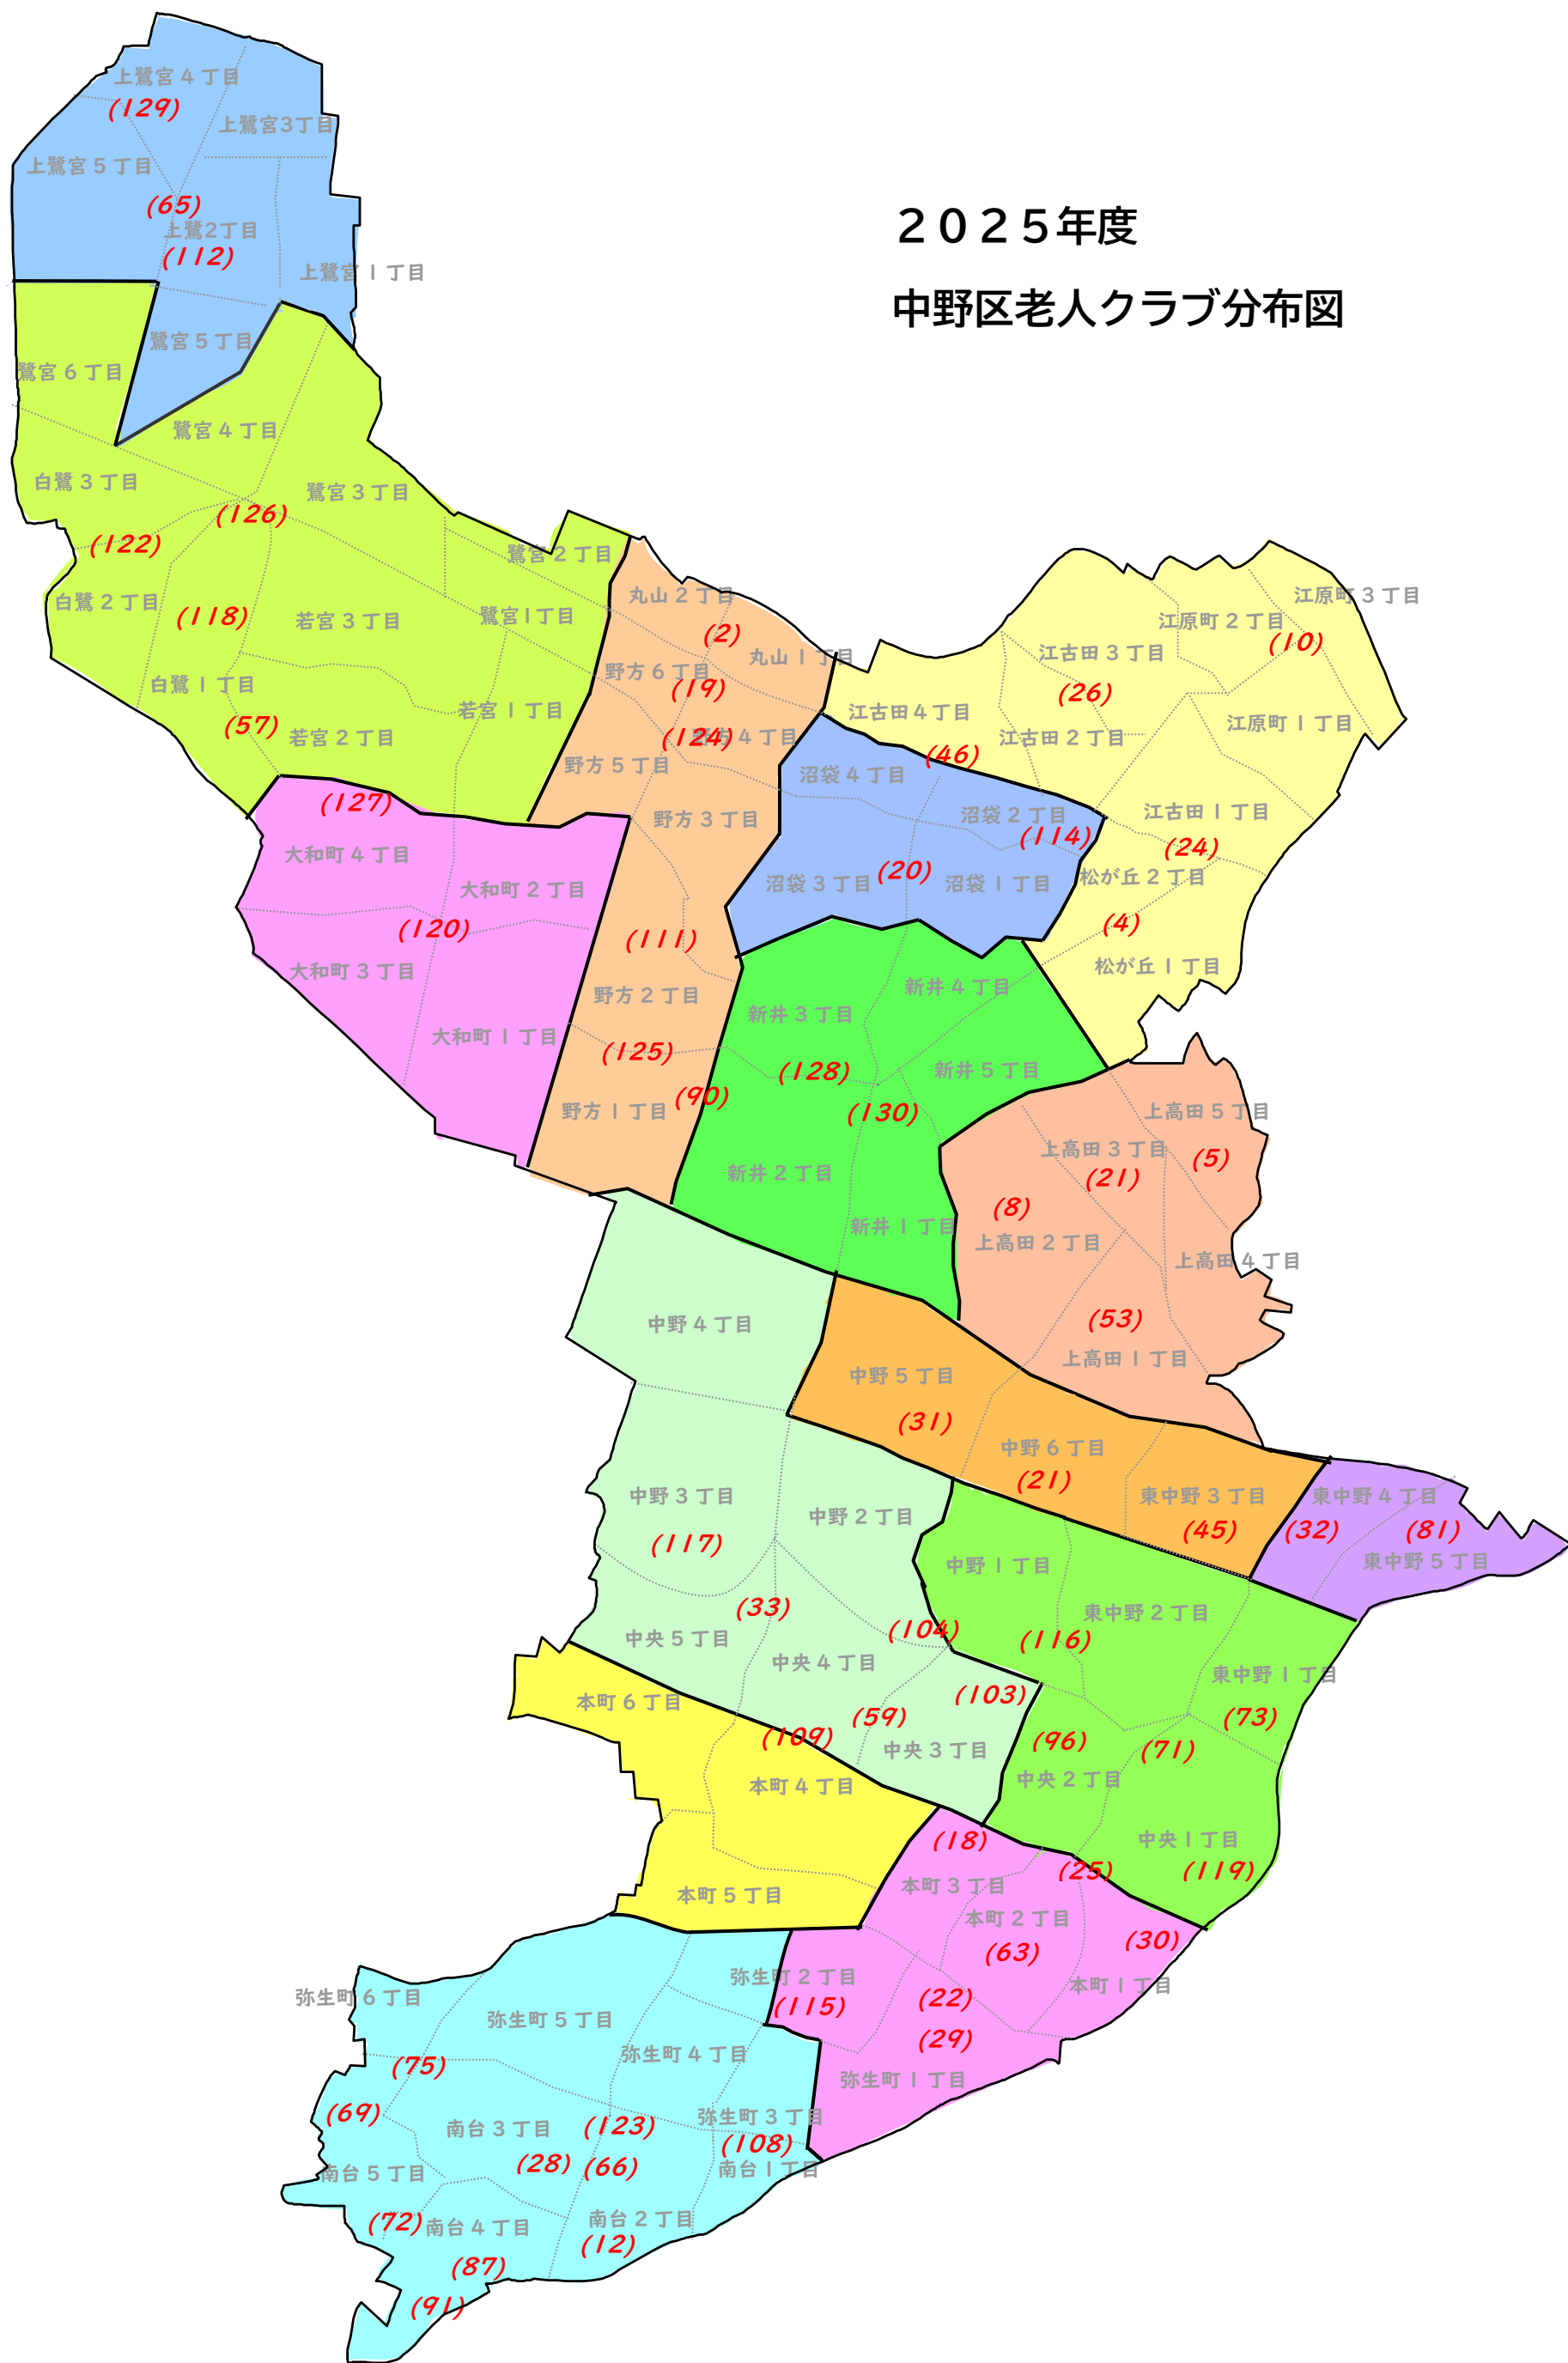 上鷺宮4丁目
(129)
上鷺宮3丁目
上鷺宮5丁目
(65)
上鷺2丁目
(112)
上鷺宮1丁目
2025年度
中野区老人クラブ分布図
鷺宮5丁目
鷺宮6丁目
鷺宮4丁目
白鷺3丁目
鷺宮3丁目
(126)
(122)
鷺宮2丁目
白鷺2丁目
(118)
若宮3丁目
鷺宮1丁目
白鷺1丁目
若宮1丁目
(57)
若宮2丁目
丸山2丁目
(2)
丸山1丁目
野方6丁目
(19)
(124)
野方4丁目
野方5丁目
野方3丁目
江原町3丁目
江原町2丁目
(10)
江古田3丁目
(26)
江古田4丁目
江古田2丁目
江原町1丁目
(46)
沼袋4丁目
沼袋2丁目
(114)
江古田1丁目
(24)
(20)
沼袋3丁目
沼袋1丁目
松が丘2丁目
(4)
松が丘1丁目
(127)
大和町4丁目
大和町2丁目
(120)
大和町3丁目
大和町1丁目
(111)
野方2丁目
(125)
(90)
野方1丁目
新井4丁目
新井3丁目
(128)
新井5丁目
(130)
新井2丁目
新井1丁目
上高田5丁目
上高田3丁目
(5)
(21)
(8)
上高田2丁目
上高田4丁目
(53)
上高田1丁目
中野4丁目
中野5丁目
(31)
中野6丁目
(21)
東中野3丁目
(45)
東中野4丁目
(32)
(81)
東中野5丁目
中野3丁目
中野2丁目
(117)
中野1丁目
(33)
(104)
東中野2丁目
(116)
中央5丁目
中央4丁目
東中野1丁目
(103)
(59)
(73)
(96)
(71)
中央3丁目
中央2丁目
本町6丁目
(109)
本町4丁目
中央1丁目
(119)
(18)
(25)
本町5丁目
本町3丁目
本町2丁目
(63)
(30)
本町1丁目
弥生町2丁目
(115)
(22)
(29)
弥生町1丁目
弥生町6丁目
弥生町5丁目
弥生町4丁目
(75)
(69)
弥生町3丁目
南台3丁目
(123)
(108)
(28)
(66)
南台1丁目
南台5丁目
(72)
南台4丁目
南台2丁目
(12)
(87)
(91)